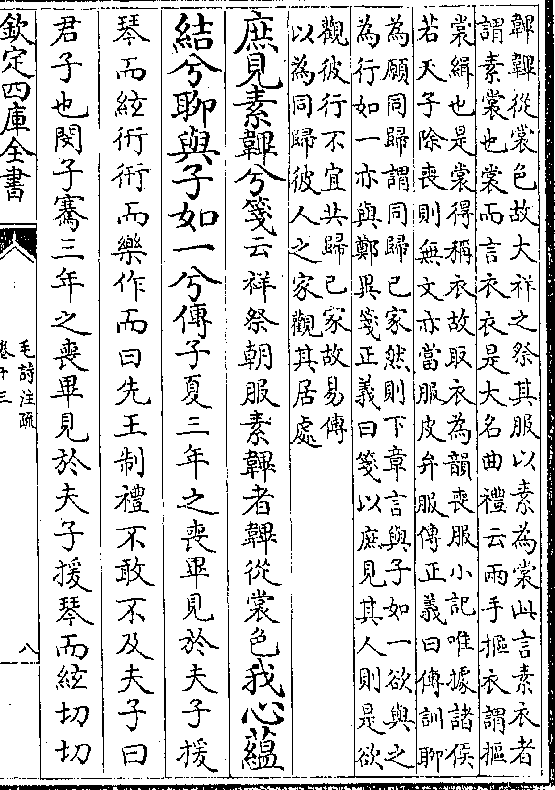 韠韠從裳色故大祥之祭其服以素為裳此言素衣者
謂素裳也裳而言衣衣是大名曲禮云兩手摳衣謂摳
裳緝也是裳得稱衣故取衣為韻喪服小記唯據諸侯
若天子除喪則無文亦當服皮弁服傳正義曰傳訓聊
為願同歸謂同歸已家然則下章言與子如一欲與之
為行如一亦與鄭異箋正義曰箋以庶見其人則是欲
觀彼行不宜共歸已家故易傳
以為同歸彼人之家觀其居處
庶見素韠兮箋云祥祭朝服素韠者韠從裳色我心蘊
結兮聊與子如一兮傳子夏三年之喪畢見於夫子援
琴而絃衎衎而樂作而曰先王制禮不敢不及夫子曰
君子也閔子騫三年之喪畢見於夫子援琴而絃切切
欽定四庫全書
毛詩注疏
卷十三
八